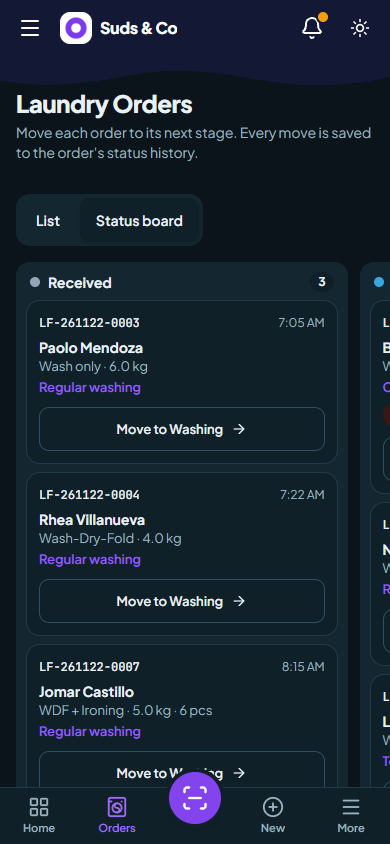 Suds & Co
Laundry Orders
Move each order to its next stage. Every move is saved
to the order's status history.
List
Status board
Received
3
LF-261122-0003
7:05 AM
Paolo Mendoza
Wash only · 6.0 kg
Regular washing
Move to Washing →
LF-261122-0004
7:22 AM
Rhea Villanueva
Wash-Dry-Fold · 4.0 kg
Regular washing
Move to Washing →
LF-261122-0007
8:15 AM
Jomar Castillo
WDF + Ironing · 5.0 kg · 6 pcs
Regular washing
Move to Washing →
Home
Orders
New
More